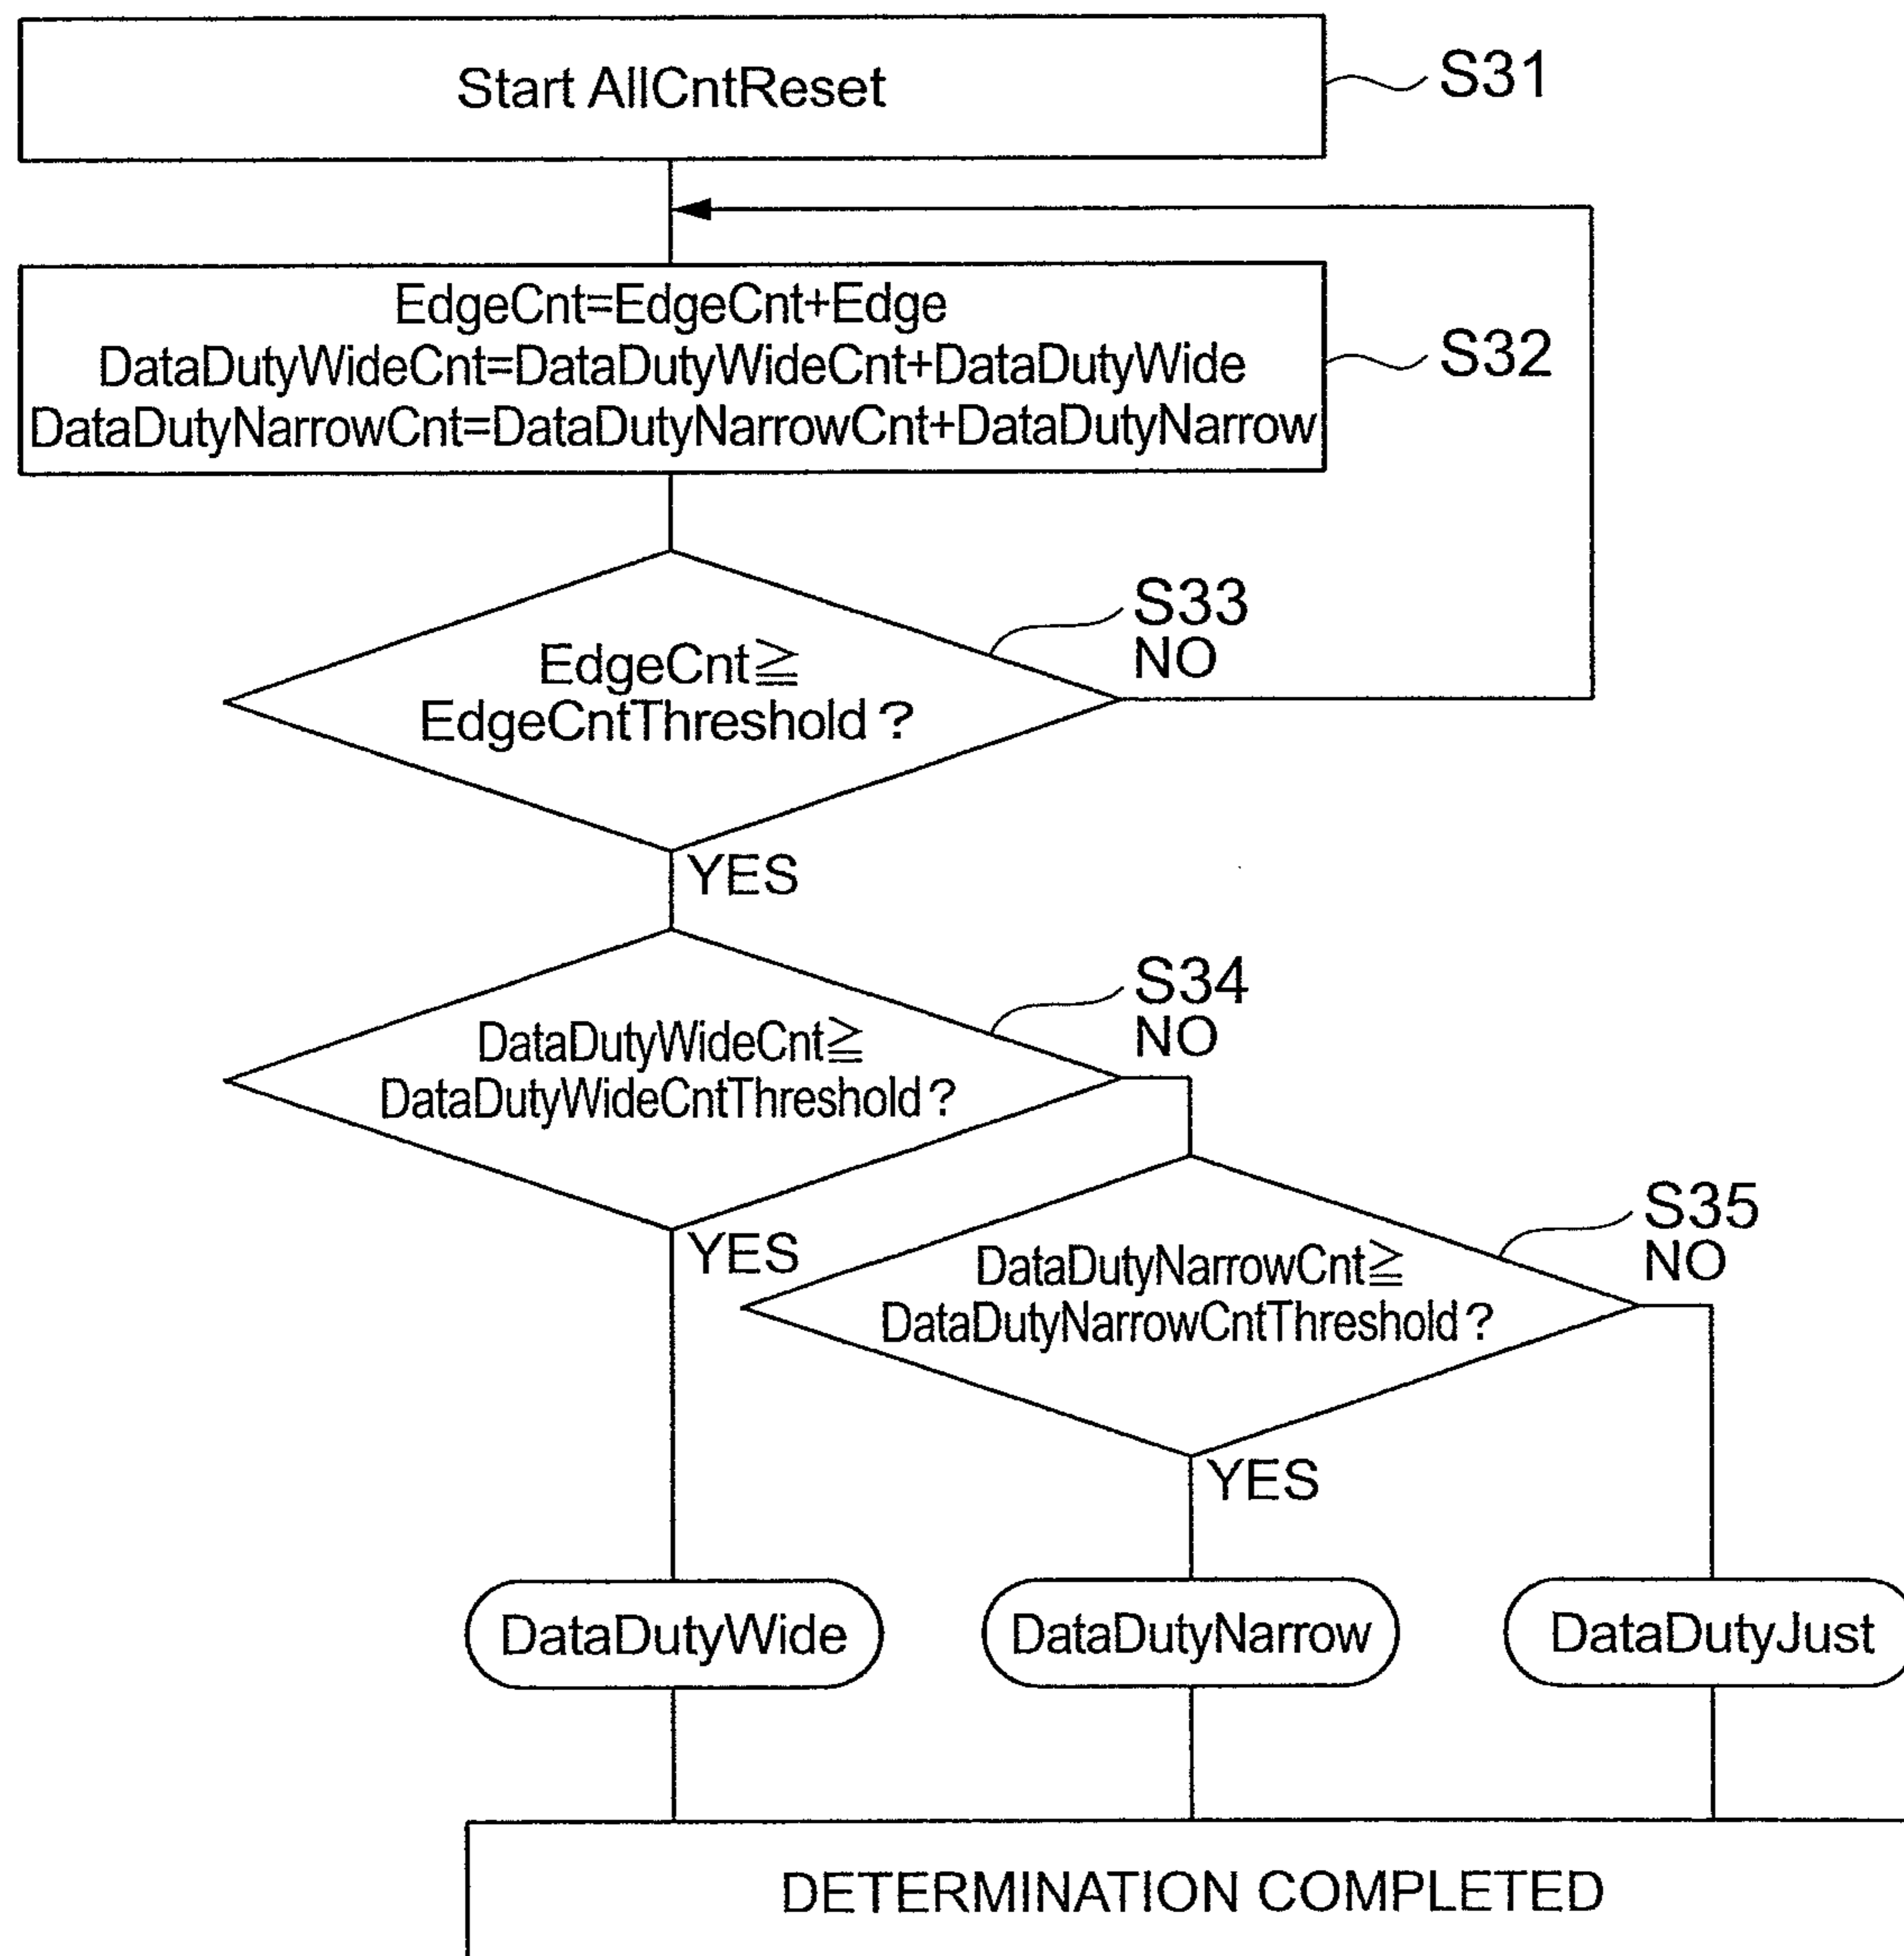 Start AllCntReset
S31
EdgeCnt=EdgeCnt+Edge
DataDutyWideCnt=DataDutyWideCnt+DataDutyWide
DataDutyNarrowCnt=DataDutyNarrowCnt+DataDutyNarrow
S32
EdgeCnt≧
EdgeCntThreshold?
S33
NO
YES
DataDutyWideCnt≧
DataDutyWideCntThreshold?
S34
NO
YES
DataDutyNarrowCnt≧
DataDutyNarrowCntThreshold?
S35
NO
YES
DataDutyWide
DataDutyNarrow
DataDutyJust
DETERMINATION COMPLETED